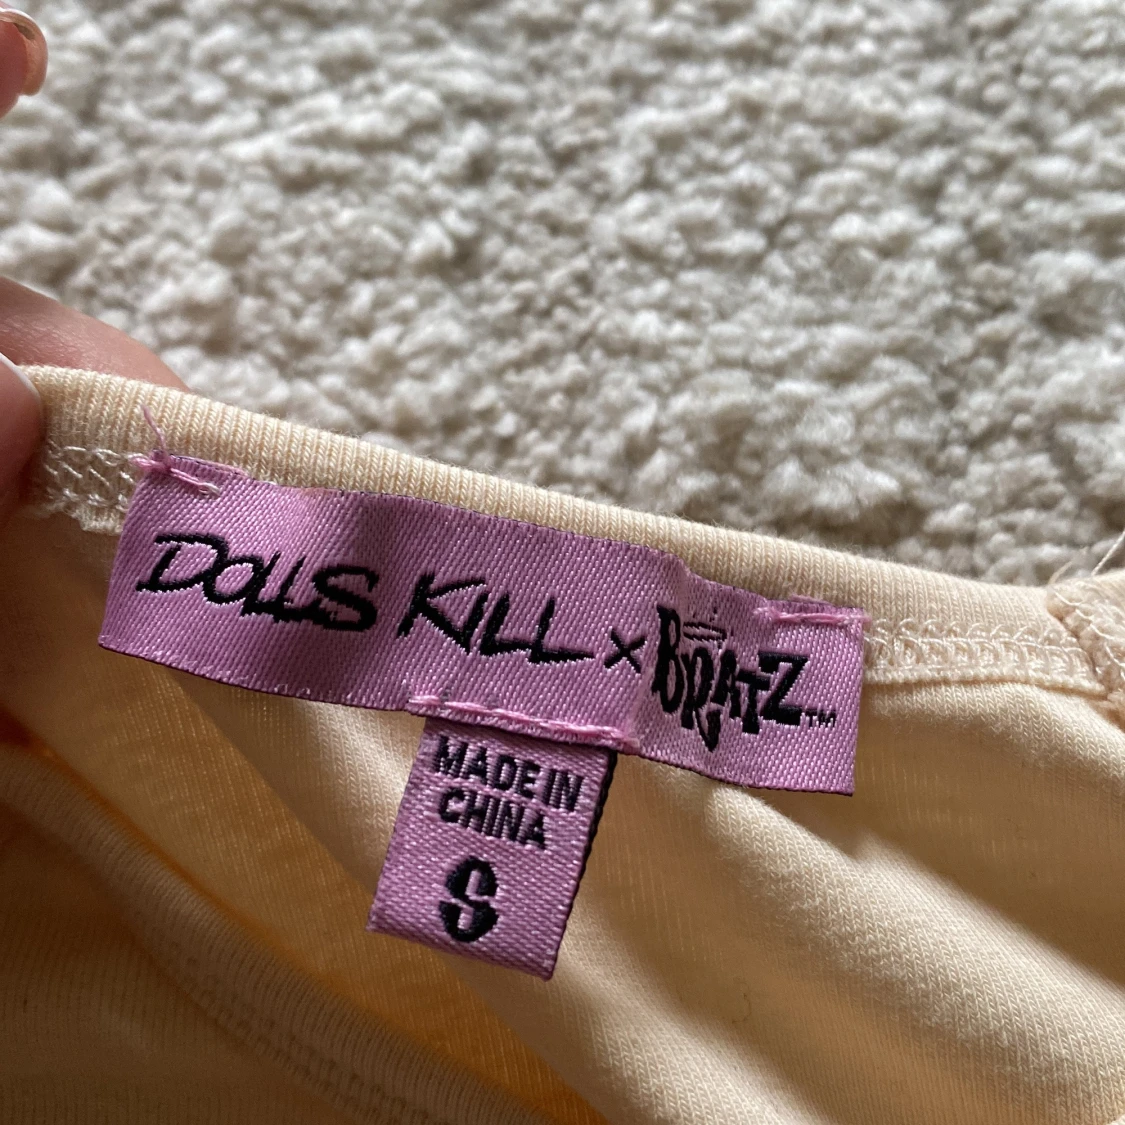 DOLLS KILL x BRATZ™
MADE IN
CHINA
S